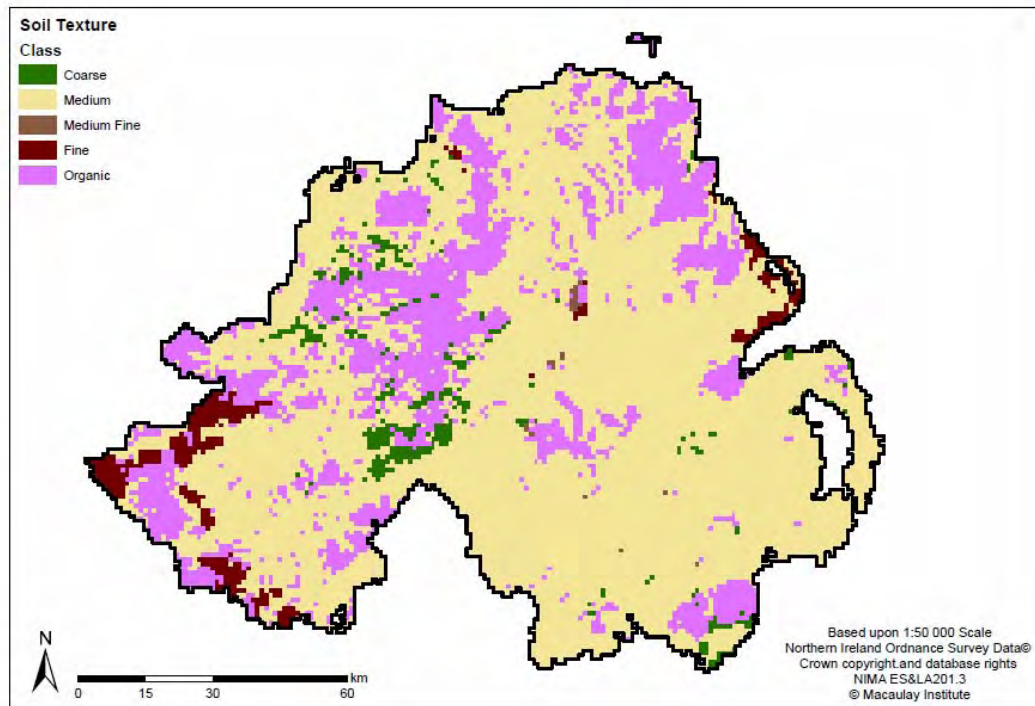 Soil Texture
Class
Coarse
Medium
Medium Fine
Fine
Organic
N
km
0 15 30 60
Based upon 1:50 000 Scale
Northern Ireland Ordnance Survey Data©
Crown copyright.and database rights
NIMA ES&LA201.3
© Macaulay Institute